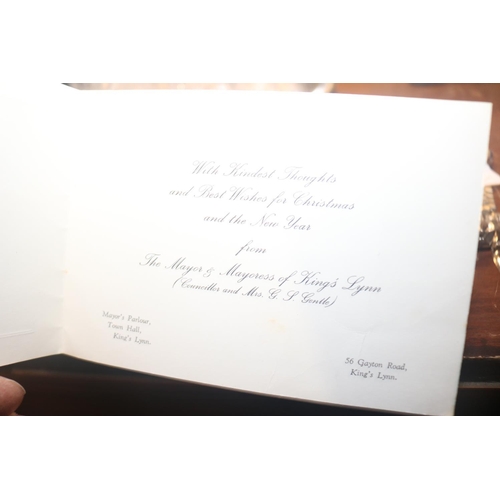 With Kindest Thoughts
and Best Wishes for Christmas
and the New Year
from
The Mayor & Mayoress of King's Lynn
(Councillor and Mrs. G. S. Gentle)
Mayor's Parlour,
Town Hall,
King's Lynn.
56 Gayton Road,
King's Lynn.